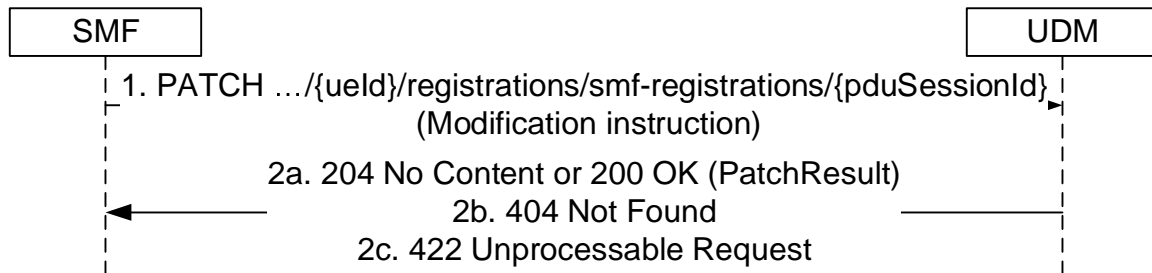 SMF
UDM
1. PATCH …/{ueId}/registrations/smf-registrations/{pduSessionId}
(Modification instruction)
2a. 204 No Content or 200 OK (PatchResult)
2b. 404 Not Found
2c. 422 Unprocessable Request